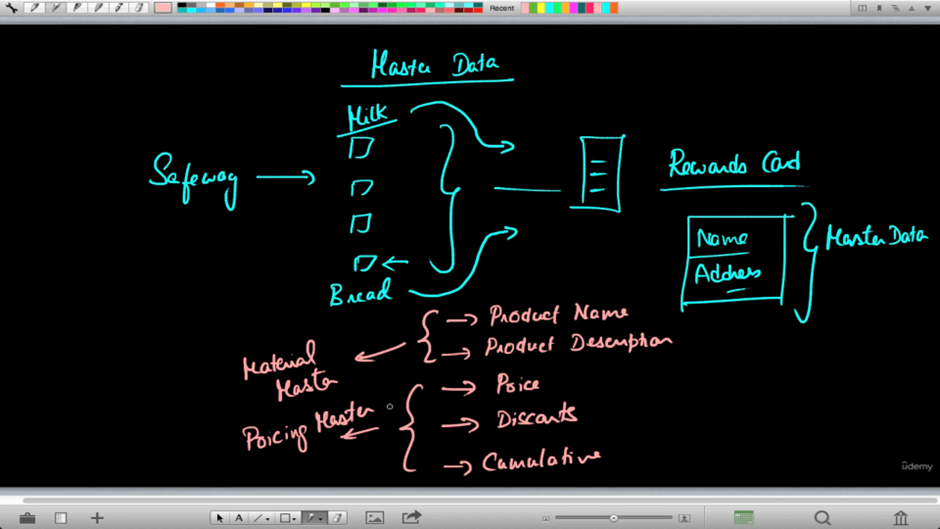 Recent
Master Data
Milk
Safeway
Bread
Rewards Card
Name
Address
Master Data
Product Name
Product Description
Material
Master
Price
Discounts
Cumulative
Pricing Master
A
ûdemy